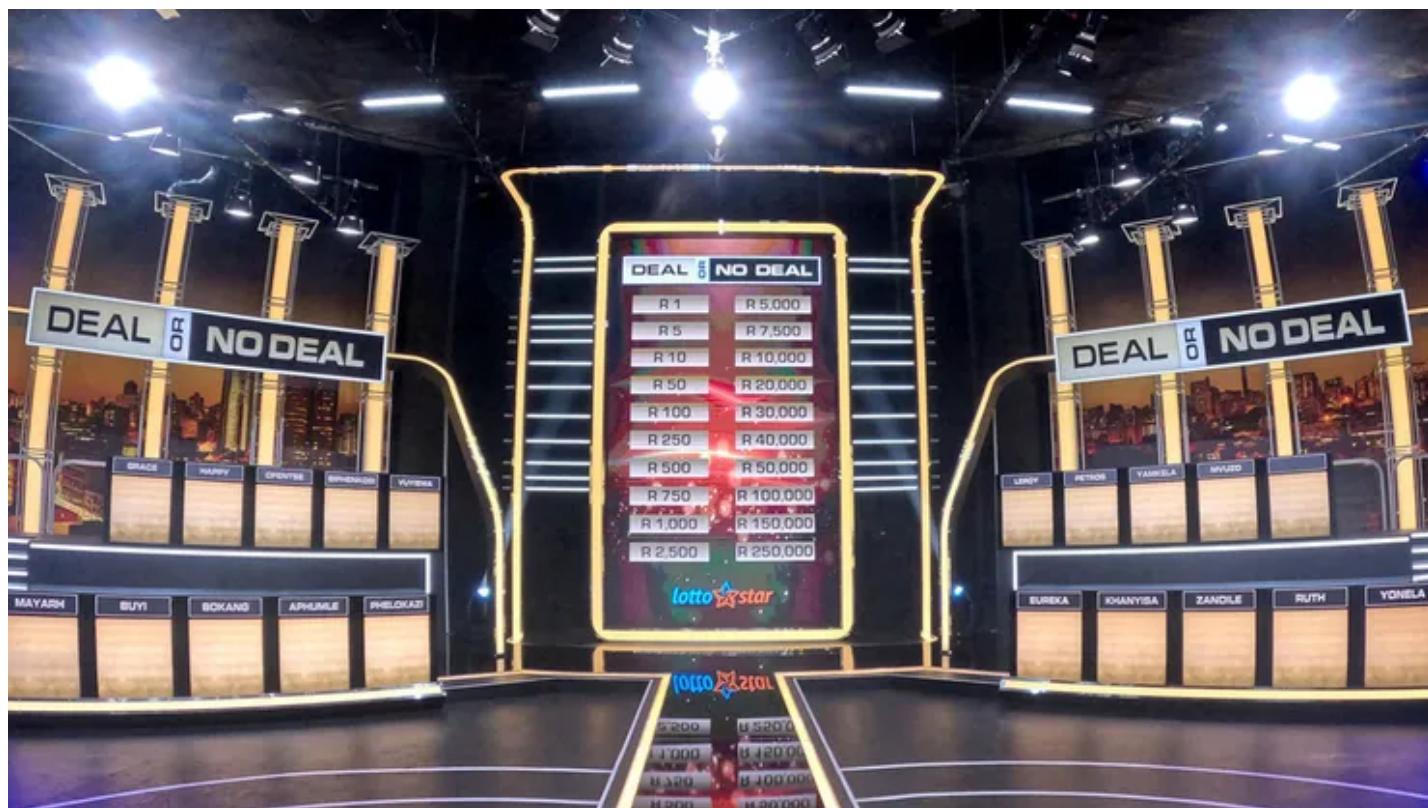 DEAL OR NO DEAL
DEAL OR NO DEAL
DEAL OR NO DEAL
R 1 R 5,000
R 5 R 7,500
R 10 R 10,000
R 50 R 20,000
R 100 R 30,000
R 250 R 40,000
R 500 R 50,000
R 750 R 100,000
R 1,000 R 150,000
R 2,500 R 250,000
lotto star
GRACE HAPPY VUYISWA
LEROY PETROS YAMKELA MVUZO
MAYARH BUYI BOKANG APHUMLE PHELOKAZI
EUREKA KHANYISA ZANDILE RUTH YONELA